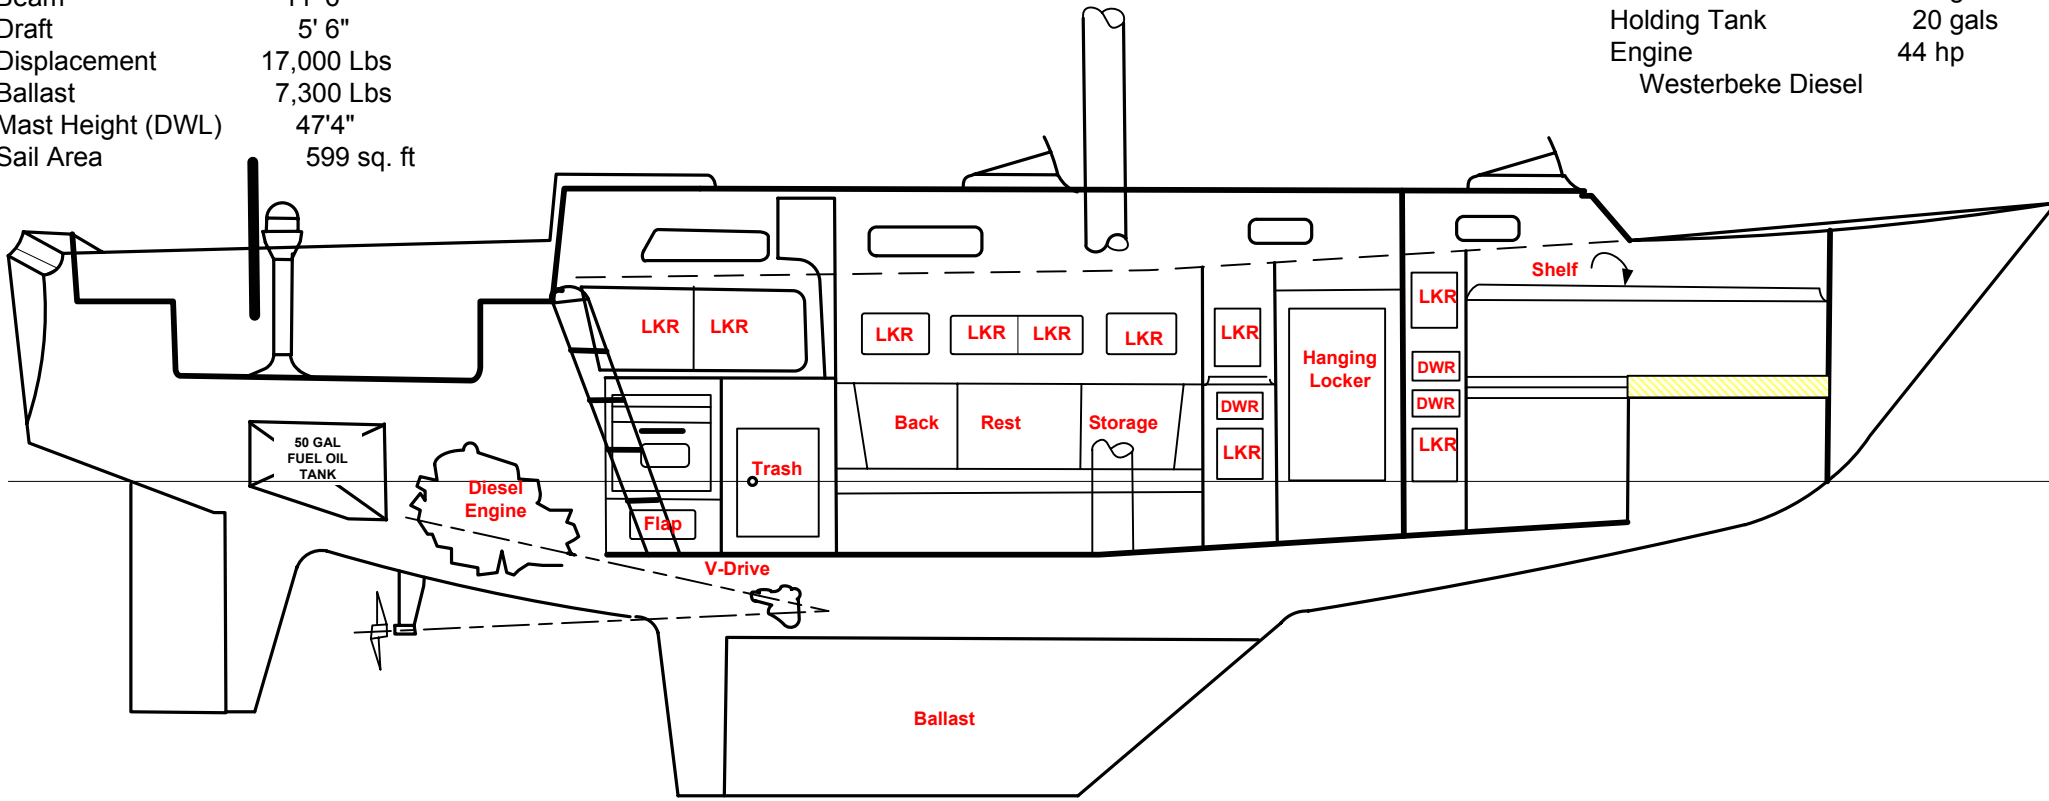 Draft 5' 6"
Displacement 17,000 Lbs
Ballast 7,300 Lbs
Mast Height (DWL) 47'4"
Sail Area 599 sq. ft
Holding Tank 20 gals
Engine 44 hp
Westerbeke Diesel
Shelf
LKR
LKR LKR
LKR
LKR LKR
LKR
LKR
Hanging
Locker
DWR
DWR
DWR
LKR
LKR
Back Rest Storage
50 GAL
FUEL OIL
TANK
Diesel
Engine
Trash
Flap
V-Drive
Ballast